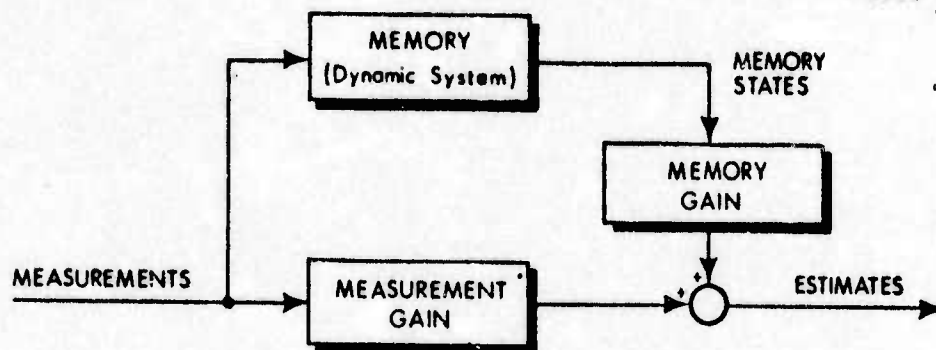 MEMORY
(Dynamic System)
MEMORY
STATES
MEMORY
GAIN
MEASUREMENTS
MEASUREMENT
GAIN
+
+
ESTIMATES